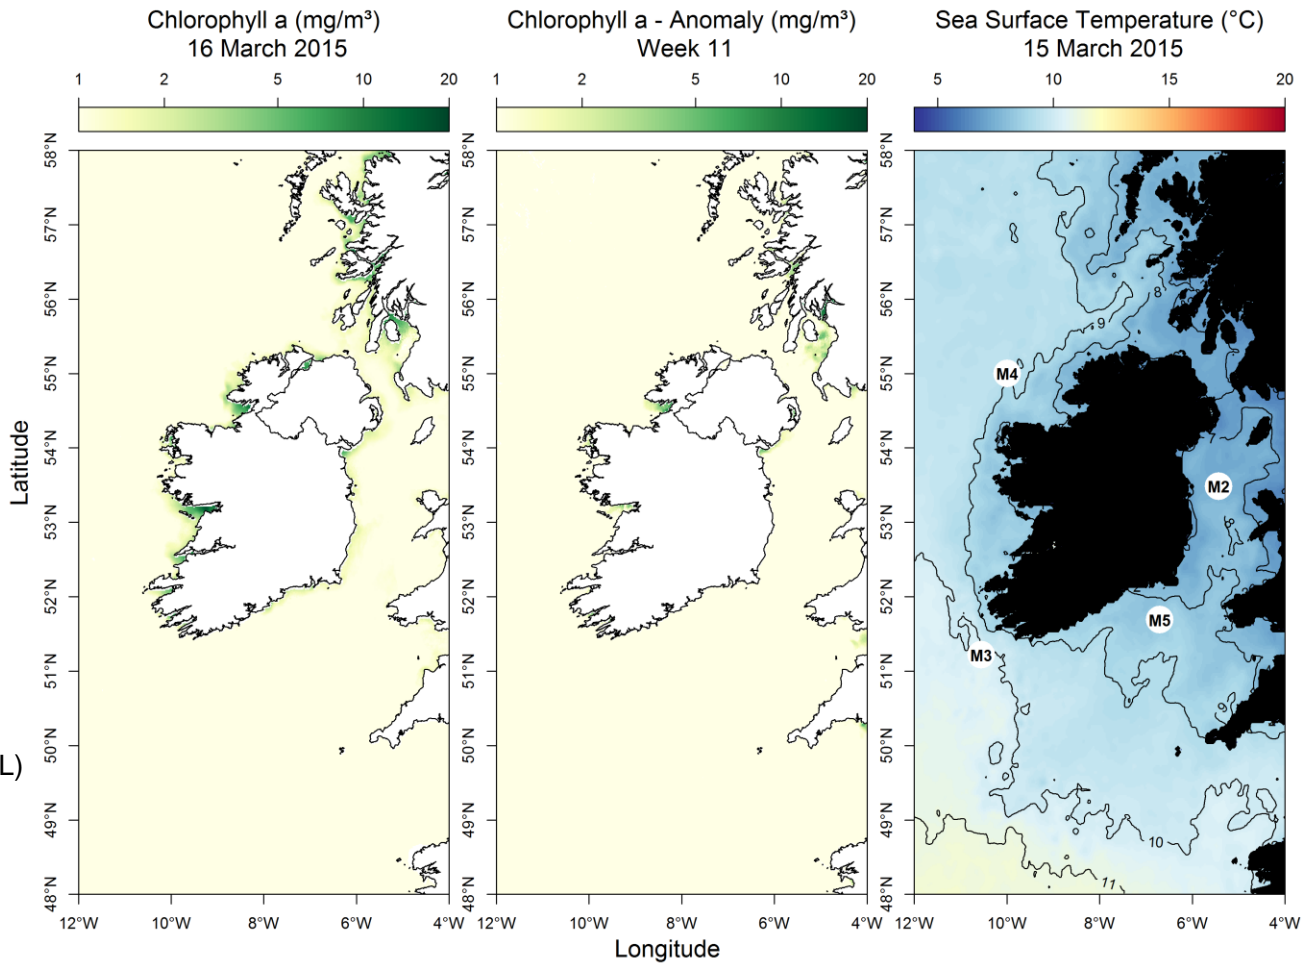 Chlorophyll a (mg/m³)
16 March 2015
1 2 5 10 20
58°N
57°N
56°N
55°N
54°N
53°N
52°N
51°N
50°N
49°N
48°N
12°W 10°W 8°W 6°W 4°W
Chlorophyll a - Anomaly (mg/m³)
Week 11
1 2 5 10 20
58°N
57°N
56°N
55°N
54°N
53°N
52°N
51°N
50°N
49°N
48°N
12°W 10°W 8°W 6°W 4°W
Sea Surface Temperature (°C)
15 March 2015
5 10 15 20
58°N
57°N
56°N
55°N
54°N
53°N
52°N
51°N
50°N
49°N
48°N
8
9
M4
7
M2
8
M5
M3
9
10
11
12°W 10°W 8°W 6°W 4°W
Latitude
L)
Longitude